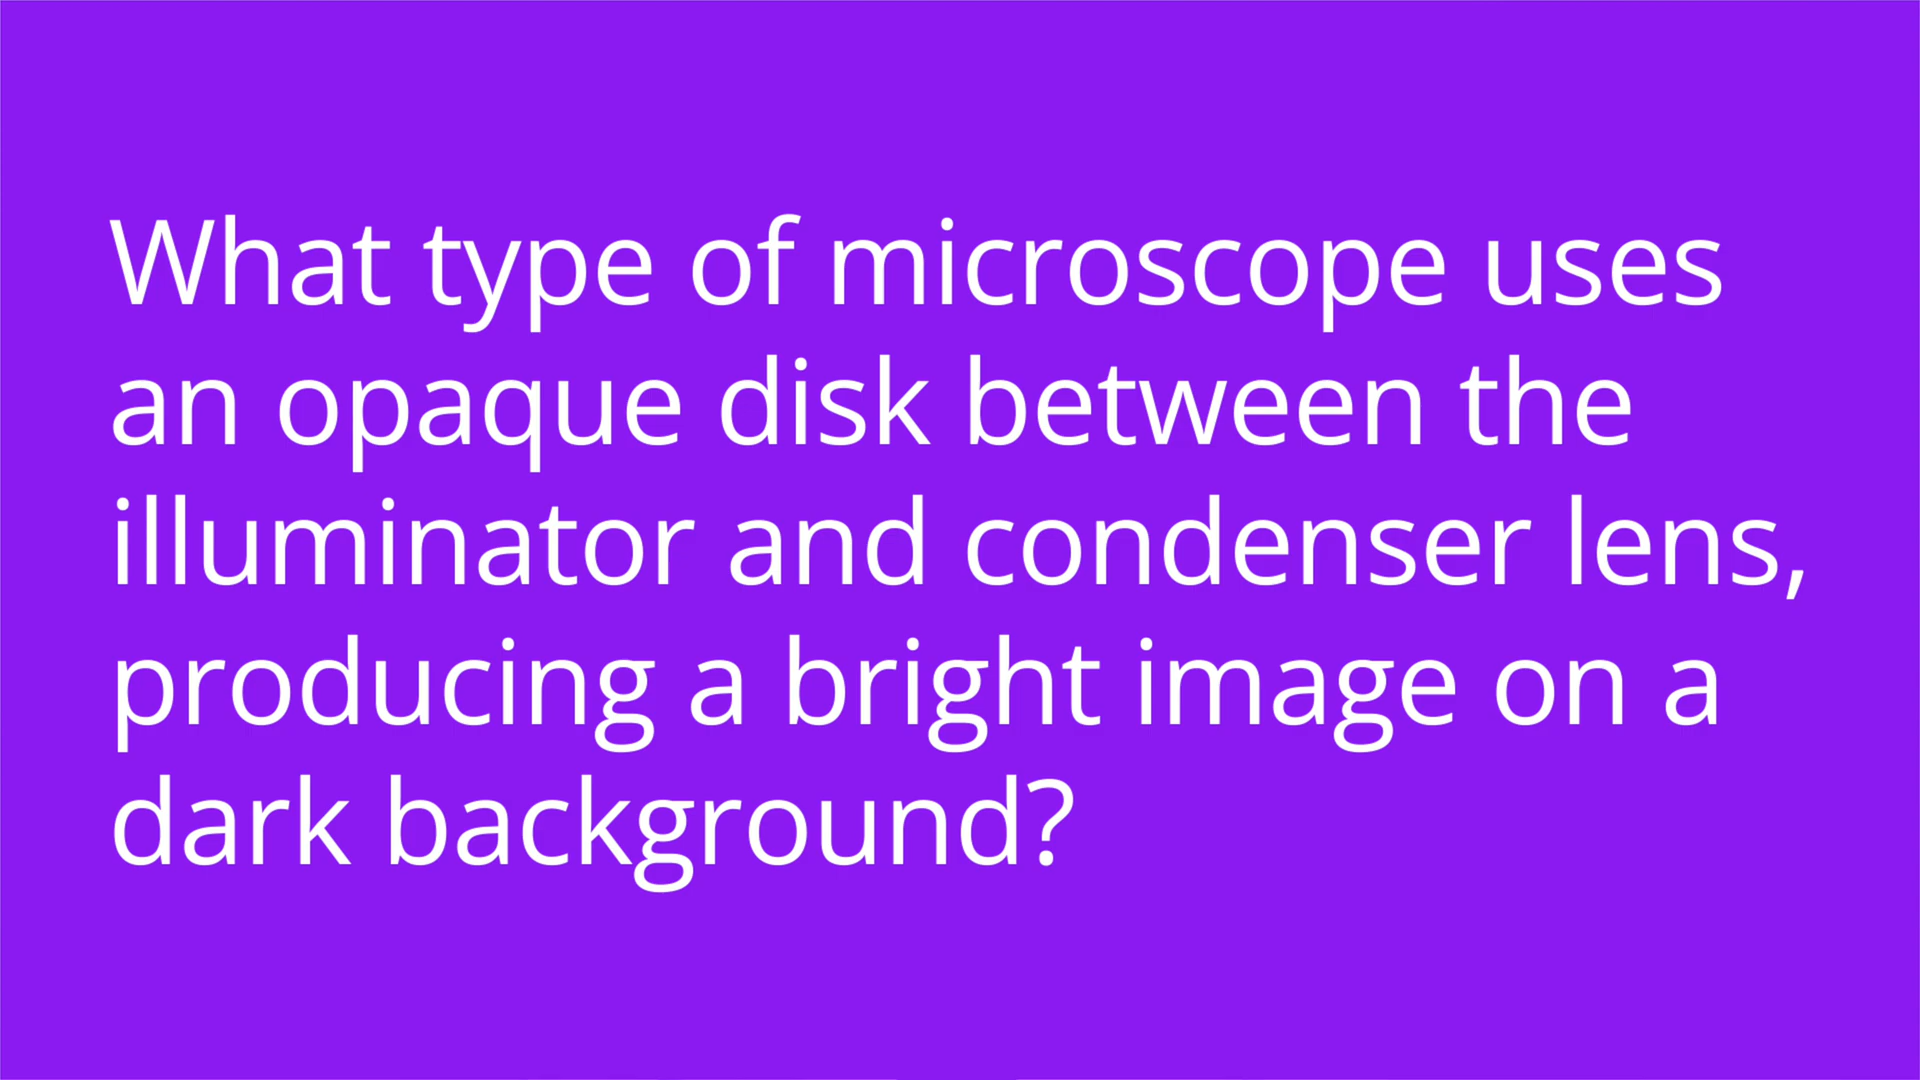 What type of microscope uses
an opaque disk between the
illuminator and condenser lens,
producing a bright image on a
dark background?